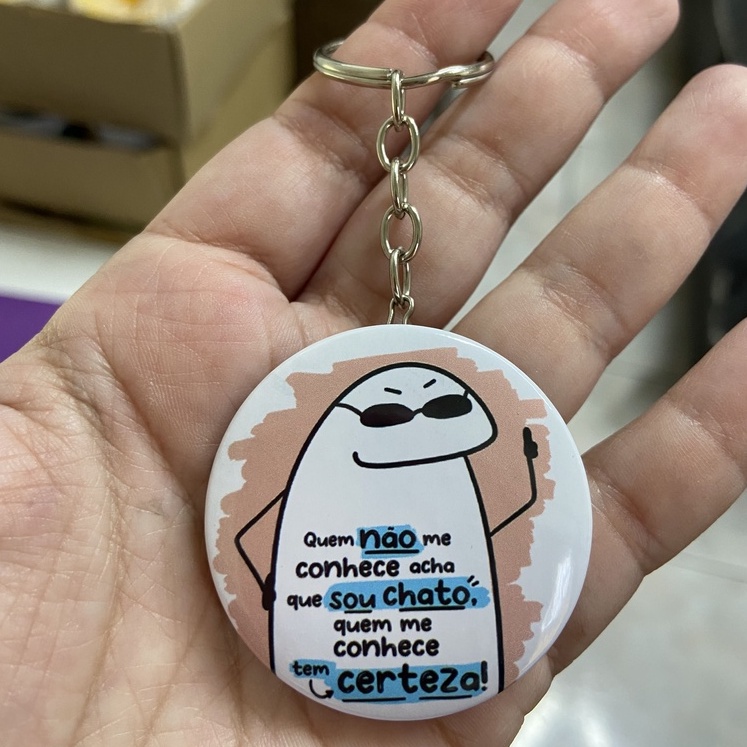 Quem não me
conhece acha
que sou chato,
quem me
conhece
tem
certeza!